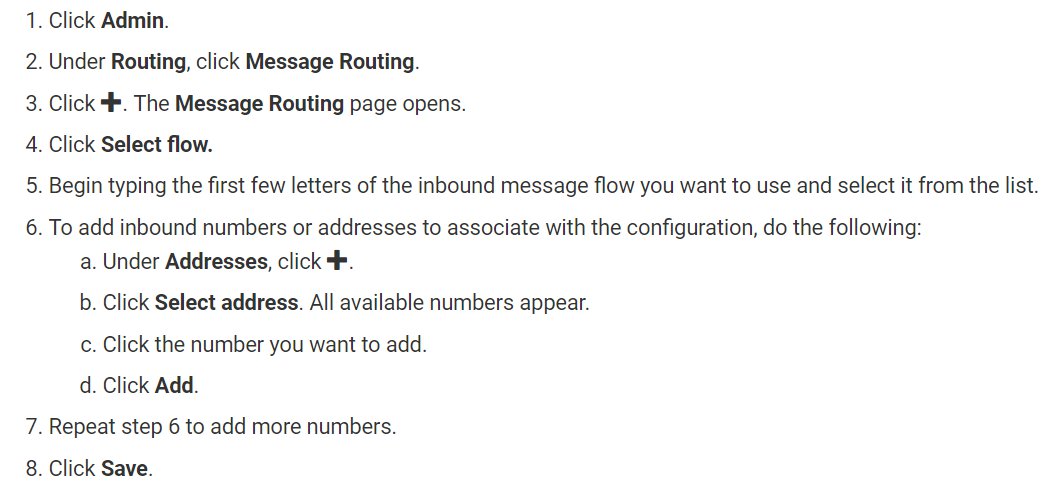 1. Click Admin.
2. Under Routing, click Message Routing.
3. Click ➕. The Message Routing page opens.
4. Click Select flow.
5. Begin typing the first few letters of the inbound message flow you want to use and select it from the list.
6. To add inbound numbers or addresses to associate with the configuration, do the following:
a. Under Addresses, click ➕.
b. Click Select address. All available numbers appear.
c. Click the number you want to add.
d. Click Add.
7. Repeat step 6 to add more numbers.
8. Click Save.